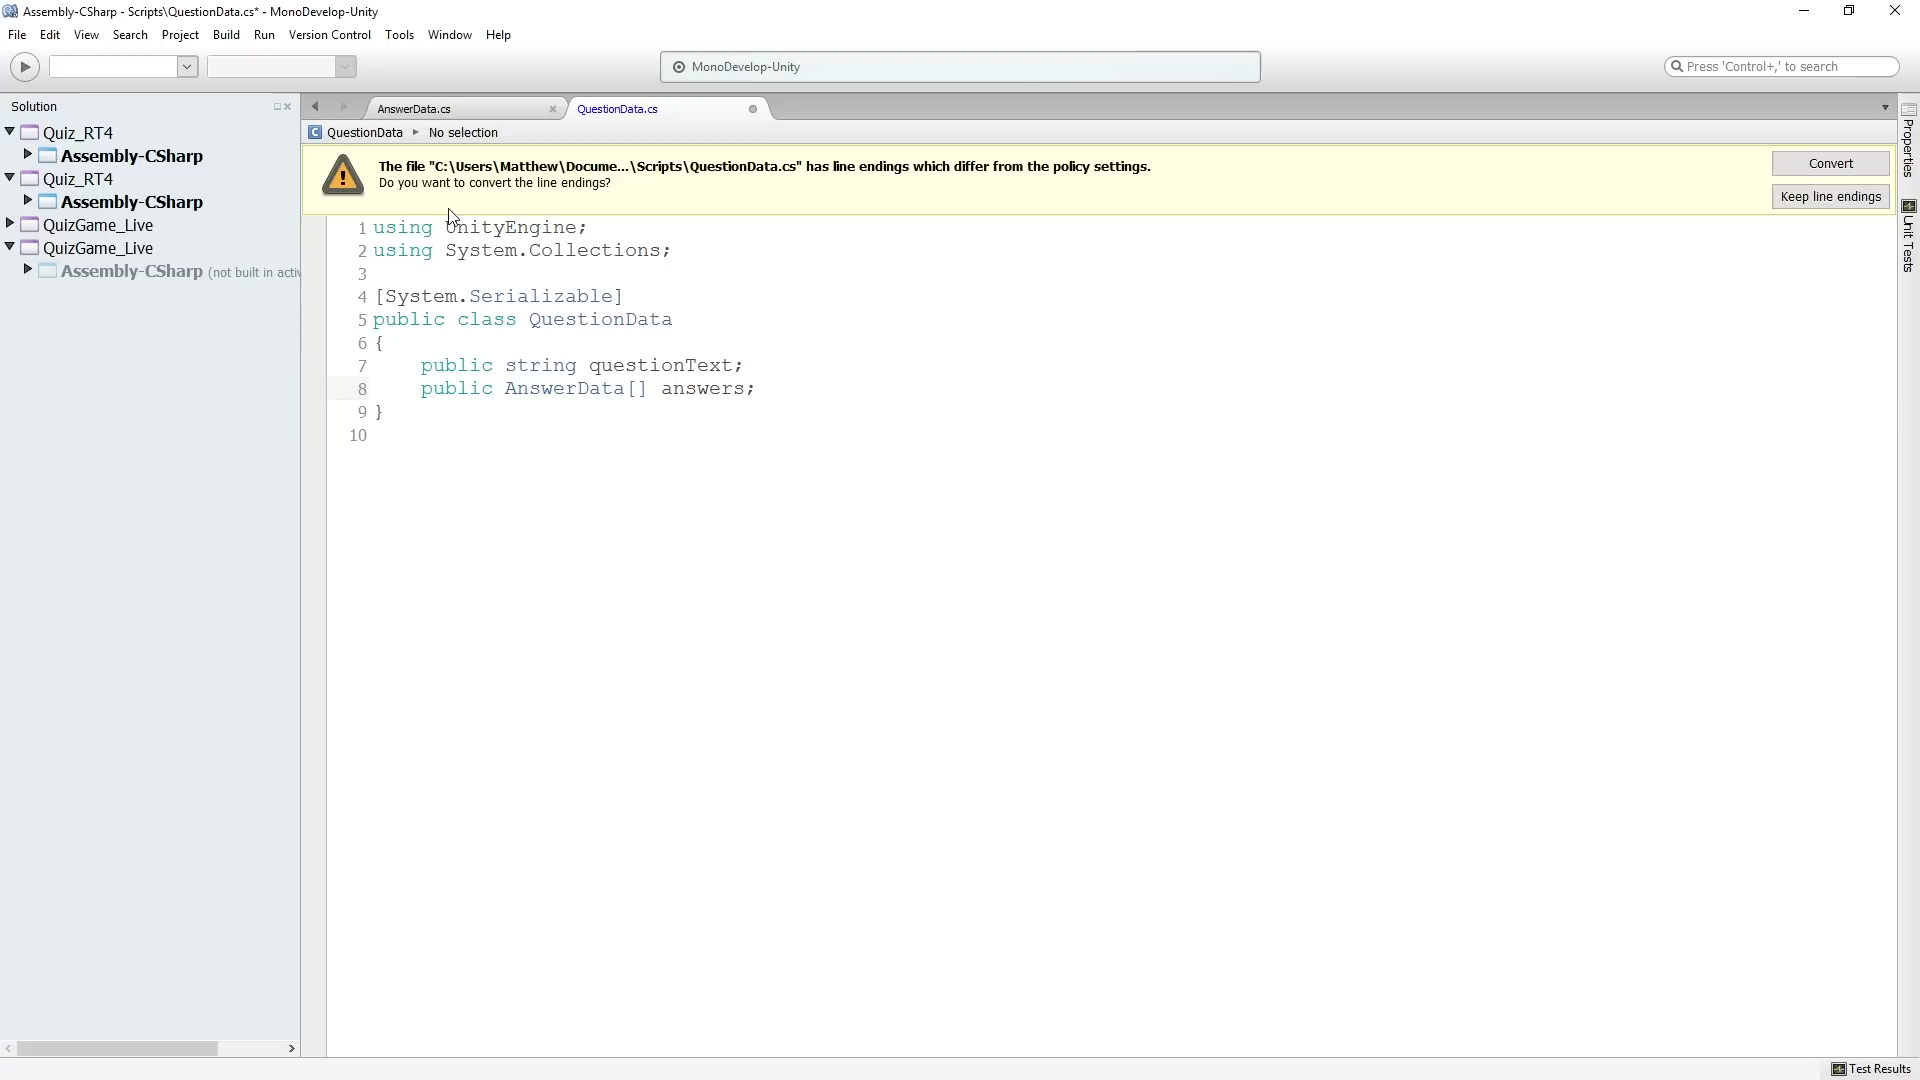 Assembly-CSharp - Scripts\QuestionData.cs* - MonoDevelop-Unity
File Edit View Search Project Build Run Version Control Tools Window Help
MonoDevelop-Unity
Press 'Control+,' to search
Solution
Quiz_RT4
Assembly-CSharp
Quiz_RT4
Assembly-CSharp
QuizGame_Live
QuizGame_Live
Assembly-CSharp (not built in activ
AnswerData.cs
QuestionData.cs
C QuestionData No selection
The file "C:\Users\Matthew\Docume...\Scripts\QuestionData.cs" has line endings which differ from the policy settings.
Do you want to convert the line endings?
Convert
Keep line endings
1 using UnityEngine;
2 using System.Collections;
3
4 [System.Serializable]
5 public class QuestionData
6 {
7 public string questionText;
8 public AnswerData[] answers;
9 }
10
Properties
Unit Tests
Test Results